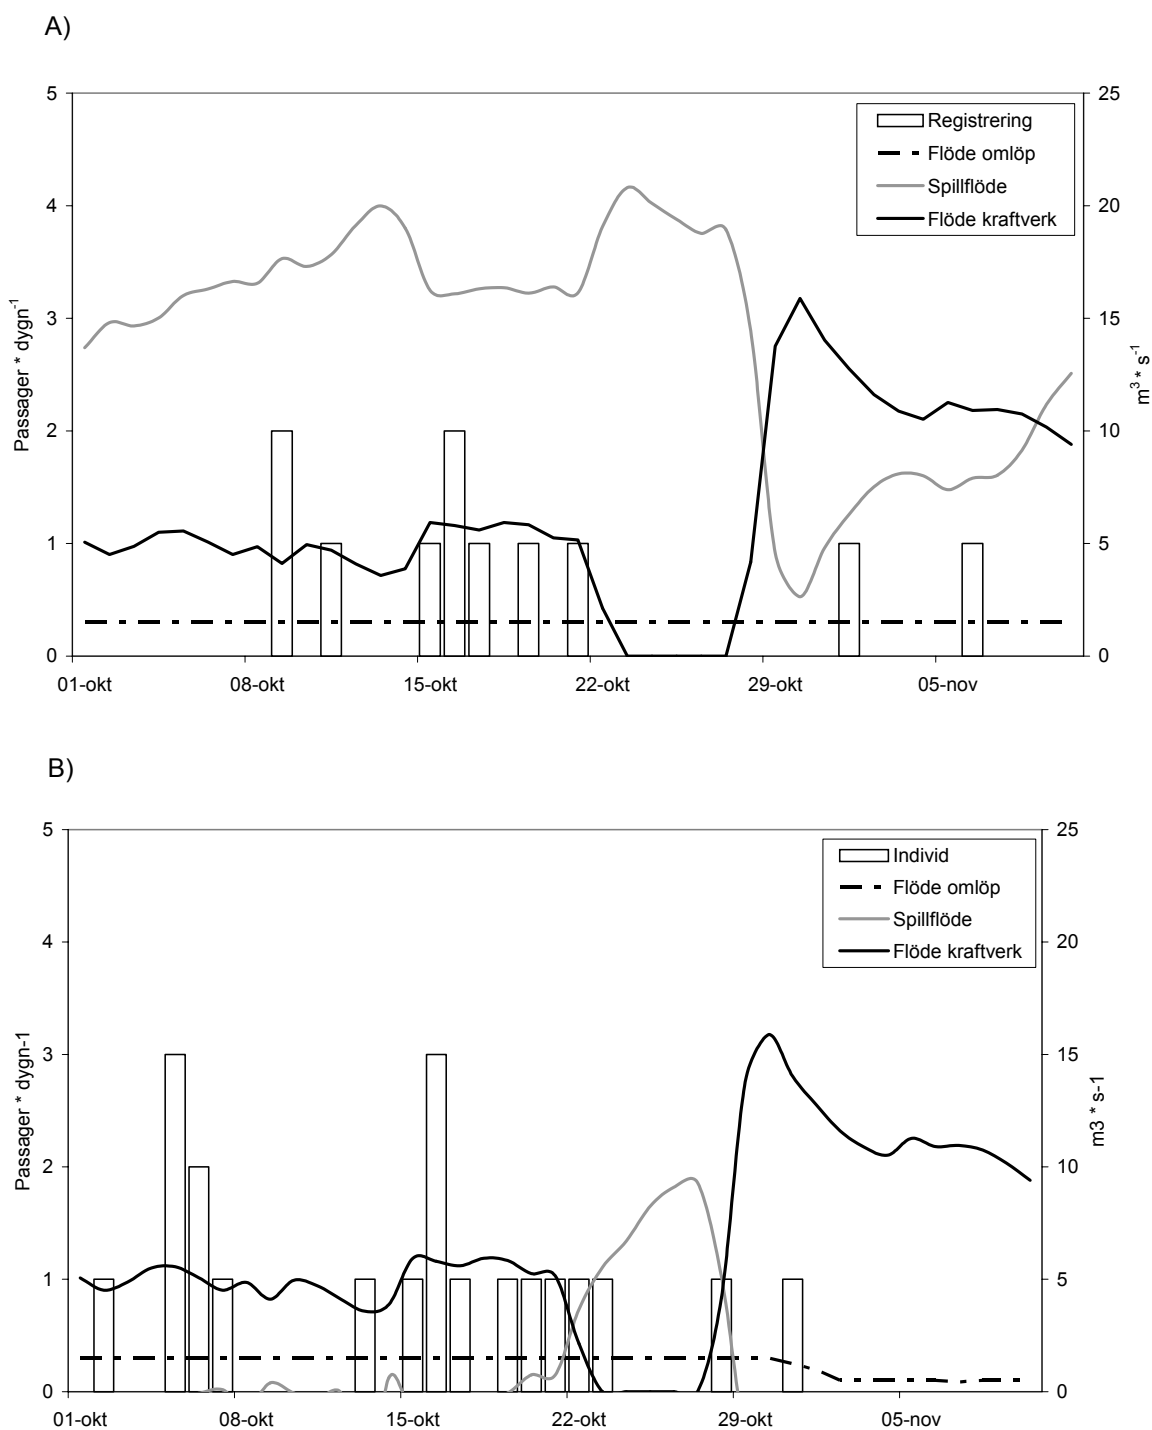 A)
5
4
3
2
1
0
Passager * dygn⁻¹
25
20
15
10
5
0
m³ * s⁻¹
Registrering
Flöde omlöp
Spillflöde
Flöde kraftverk
01-okt 08-okt 15-okt 22-okt 29-okt 05-nov
B)
5
4
3
2
1
0
Passager * dygn-1
25
20
15
10
5
0
m3 * s-1
Individ
Flöde omlöp
Spillflöde
Flöde kraftverk
01-okt 08-okt 15-okt 22-okt 29-okt 05-nov